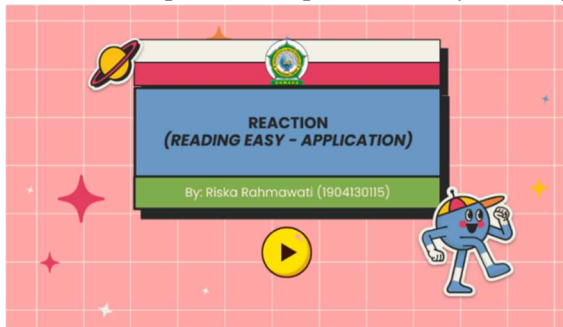 REACTION
(READING EASY - APPLICATION)
By: Riska Rahmawati (1904130115)